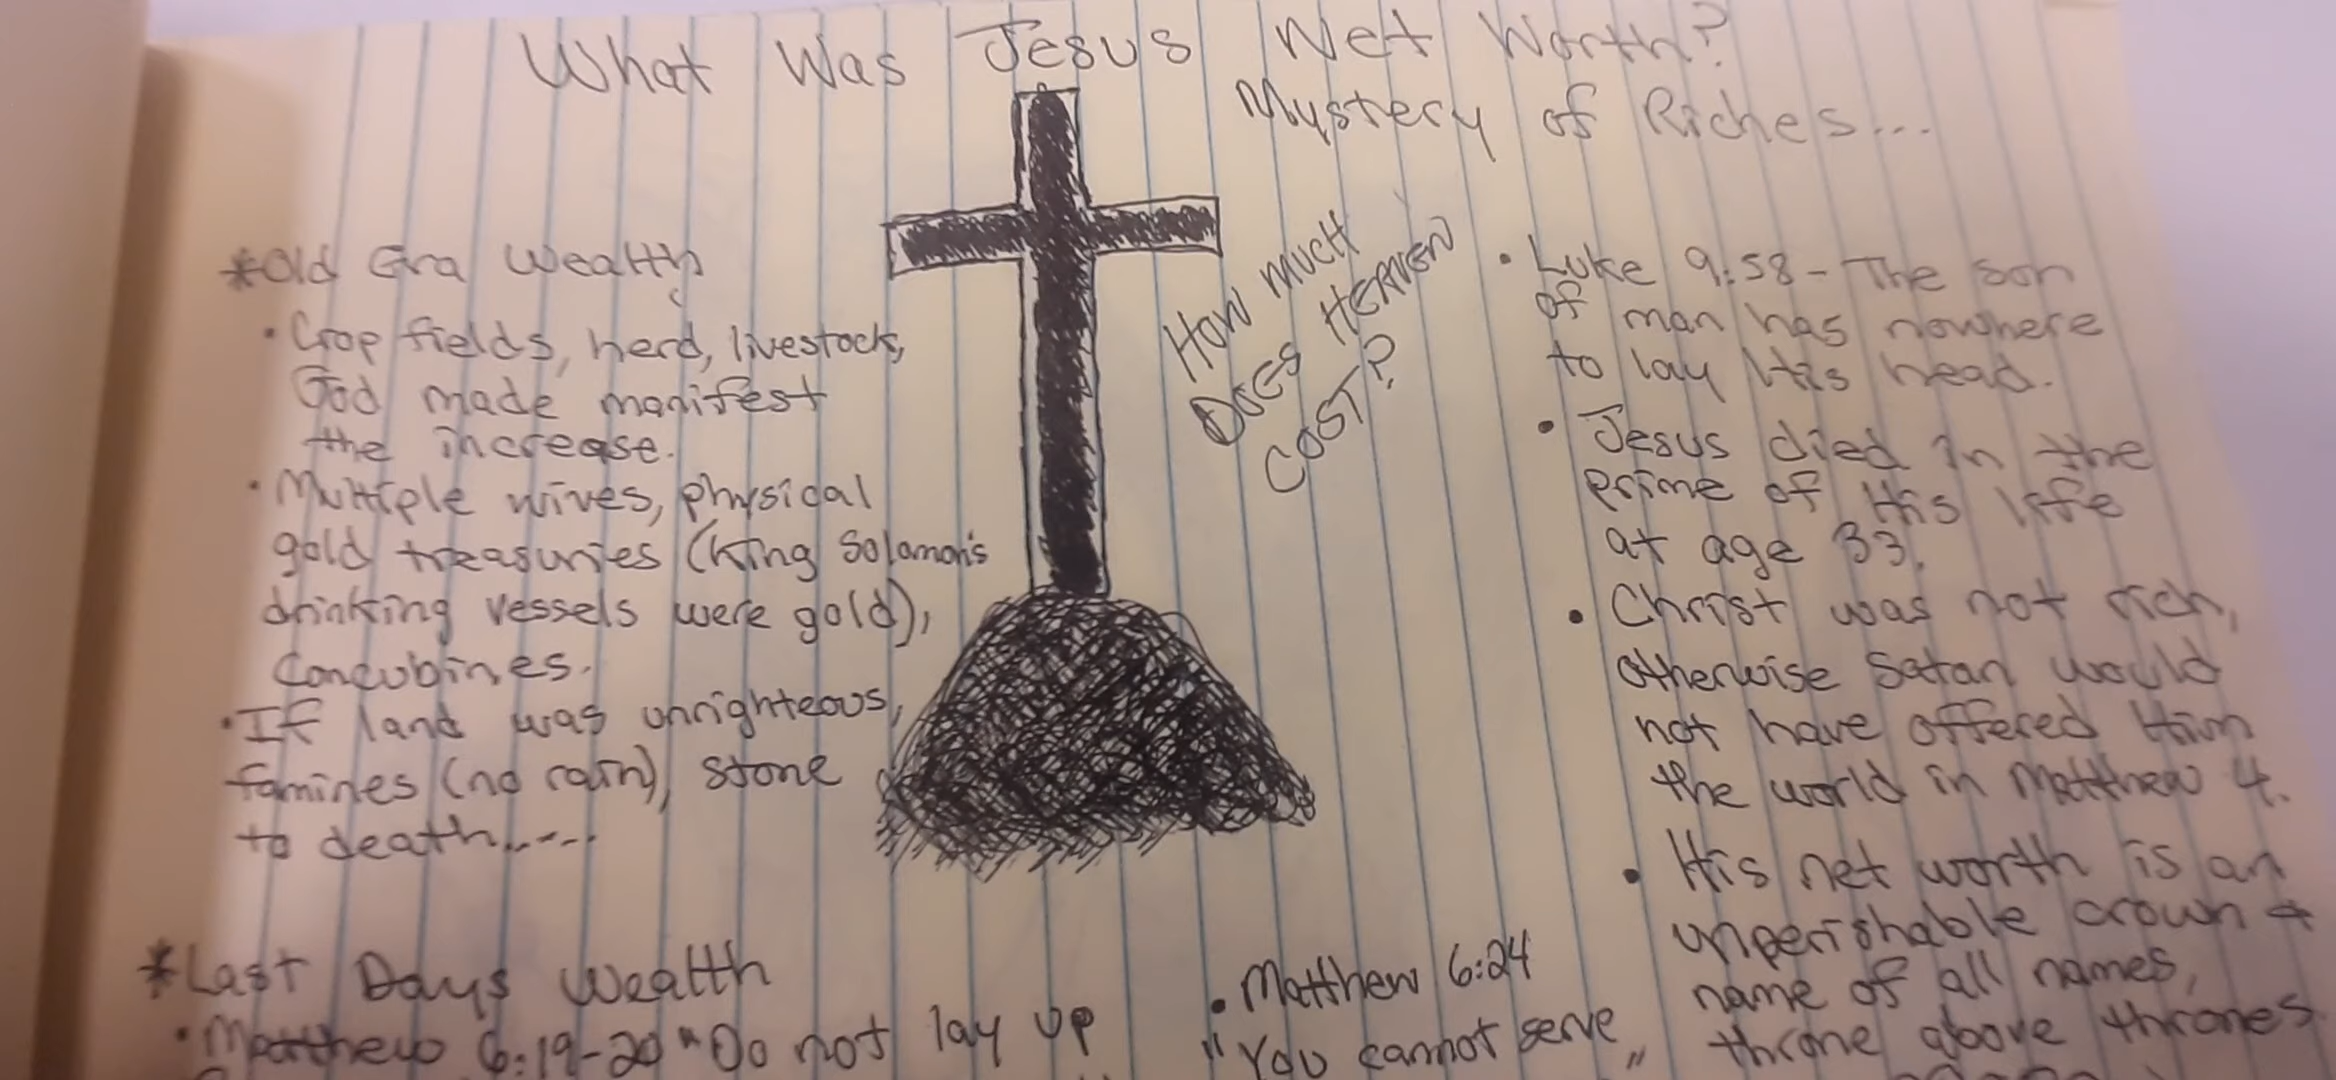 What Was Jesus Net Worth?
Mystery of Riches...
*Old Era Wealth
• Crop fields, herd, livestock,
God made manifest
the increase.
• Multiple wives, physical
gold treasuries (King Solomon's
drinking vessels were gold),
concubines.
• If land was unrighteous,
famines (no rain), stone
to death......
HOW MUCH
DOES HEAVEN
COST?
• Luke 9:58 - The son
of man has nowhere
to lay His head.
• Jesus died in the
prime of His life
at age 33.
• Christ was not rich,
otherwise Satan would
not have offered Him
the world in Matthew 4.
• His net worth is an
unperishable crown &
name of all names,
throne above thrones
*Last Days Wealth
• Matthew 6:19-20 "Do not lay up
• Matthew 6:24
"You cannot serve